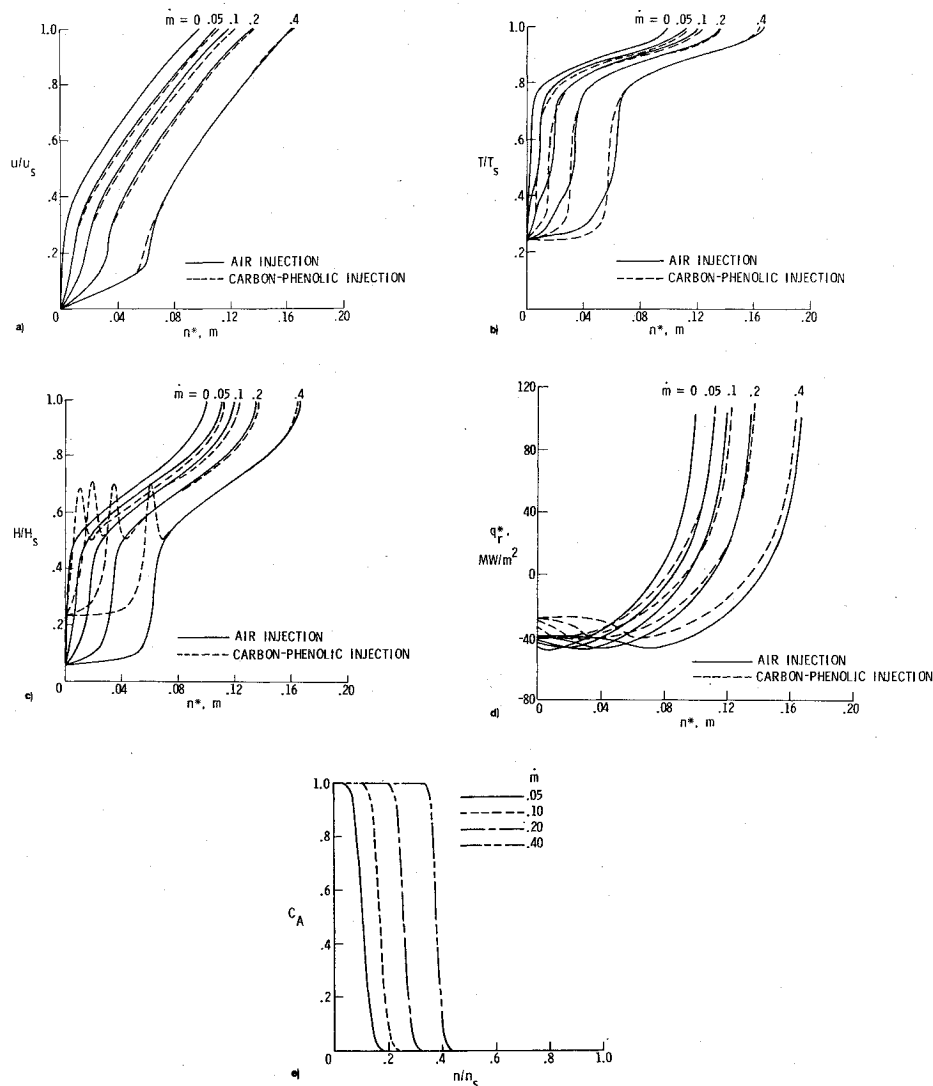 ṁ = 0 .05 .1 .2 .4
1.0
.8
.6
u/u_s
.4
.2
AIR INJECTION
CARBON-PHENOLIC INJECTION
0 .04 .08 .12 .16 .20
n*, m
a)
ṁ = 0 .05 .1 .2 .4
1.0
.8
.6
T/T_s
.4
.2
AIR INJECTION
CARBON-PHENOLIC INJECTION
0 .04 .08 .12 .16 .20
n*, m
b)
ṁ = 0 .05 .1 .2 .4
1.0
.8
.6
H/H_s
.4
.2
AIR INJECTION
CARBON-PHENOLIC INJECTION
0 .04 .08 .12 .16 .20
n*, m
c)
ṁ = 0 .05 .1 .2 .4
120
80
40
q_r*,
MW/m²
0
-40
-80
AIR INJECTION
CARBON-PHENOLIC INJECTION
0 .04 .08 .12 .16 .20
n*, m
d)
ṁ
.05
.10
.20
.40
1.0
.8
.6
C_A
.4
.2
0 .2 .4 .6 .8 1.0
n/n_s
e)